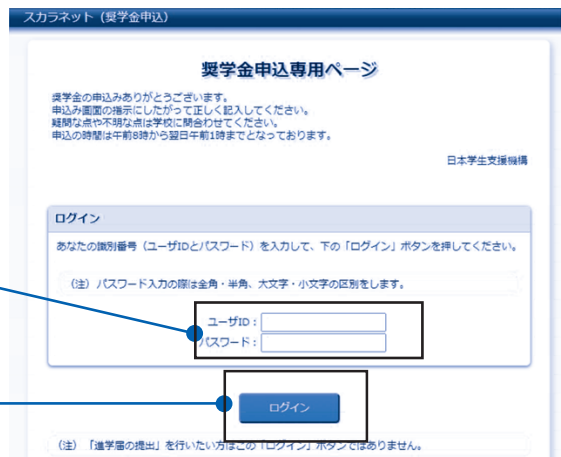 スカラネット（奨学金申込）
奨学金申込専用ページ
奨学金の申込みありがとうございます。
申込み画面の指示にしたがって正しく記入してください。
疑問な点や不明な点は学校に問合わせてください。
申込の時間は午前8時から翌日午前1時までとなっております。
日本学生支援機構
ログイン
あなたの識別番号（ユーザIDとパスワード）を入力して、下の「ログイン」ボタンを押してください。
（注）パスワード入力の際は全角・半角、大文字・小文字の区別をします。
ユーザID：
パスワード：
ログイン
（注）「進学届の提出」を行いたい方はこの「ログイン」ボタンではありません。